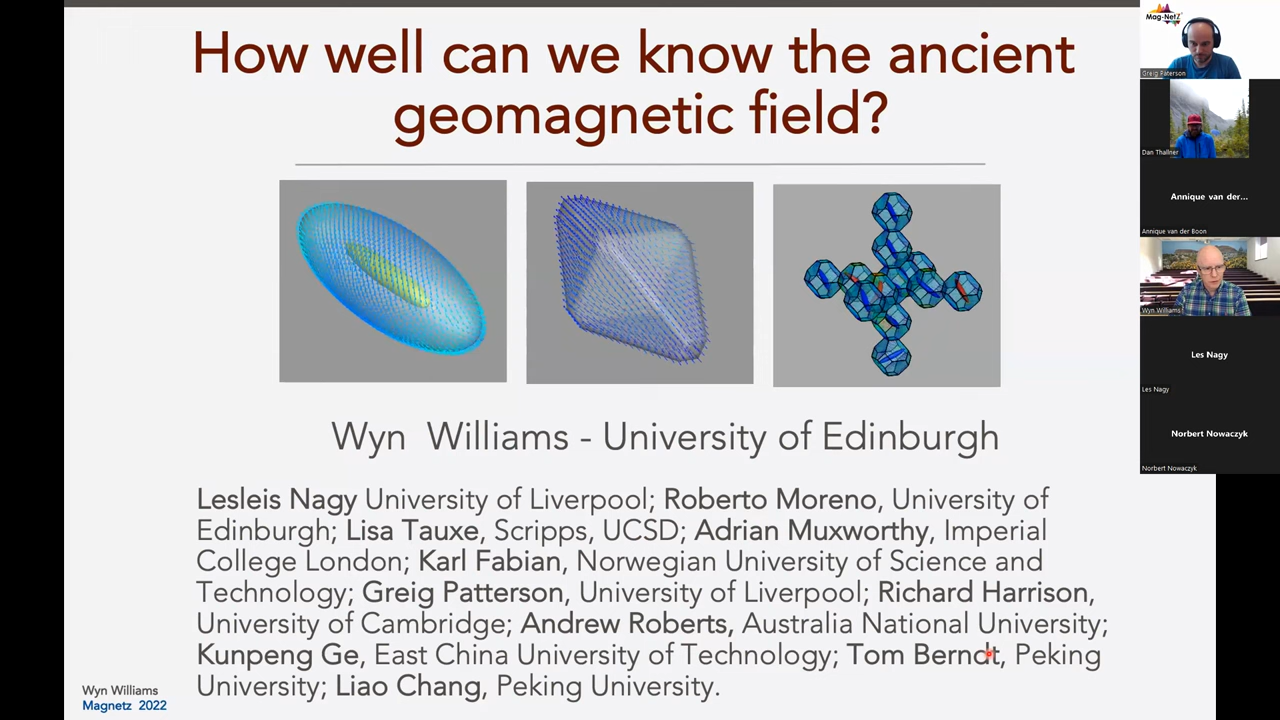 How well can we know the ancient
geomagnetic field?
Wyn Williams - University of Edinburgh
Lesleis Nagy University of Liverpool; Roberto Moreno, University of
Edinburgh; Lisa Tauxe, Scripps, UCSD; Adrian Muxworthy, Imperial
College London; Karl Fabian, Norwegian University of Science and
Technology; Greig Patterson, University of Liverpool; Richard Harrison,
University of Cambridge; Andrew Roberts, Australia National University;
Kunpeng Ge, East China University of Technology; Tom Berndt, Peking
University; Liao Chang, Peking University.
Wyn Williams
Magnetz 2022
Mag-NetZ
Greig Paterson
Dan Thallner
Annique van der...
Annique van der Boon
Wyn Williams
Les Nagy
Les Nagy
Norbert Nowaczyk
Norbert Nowaczyk